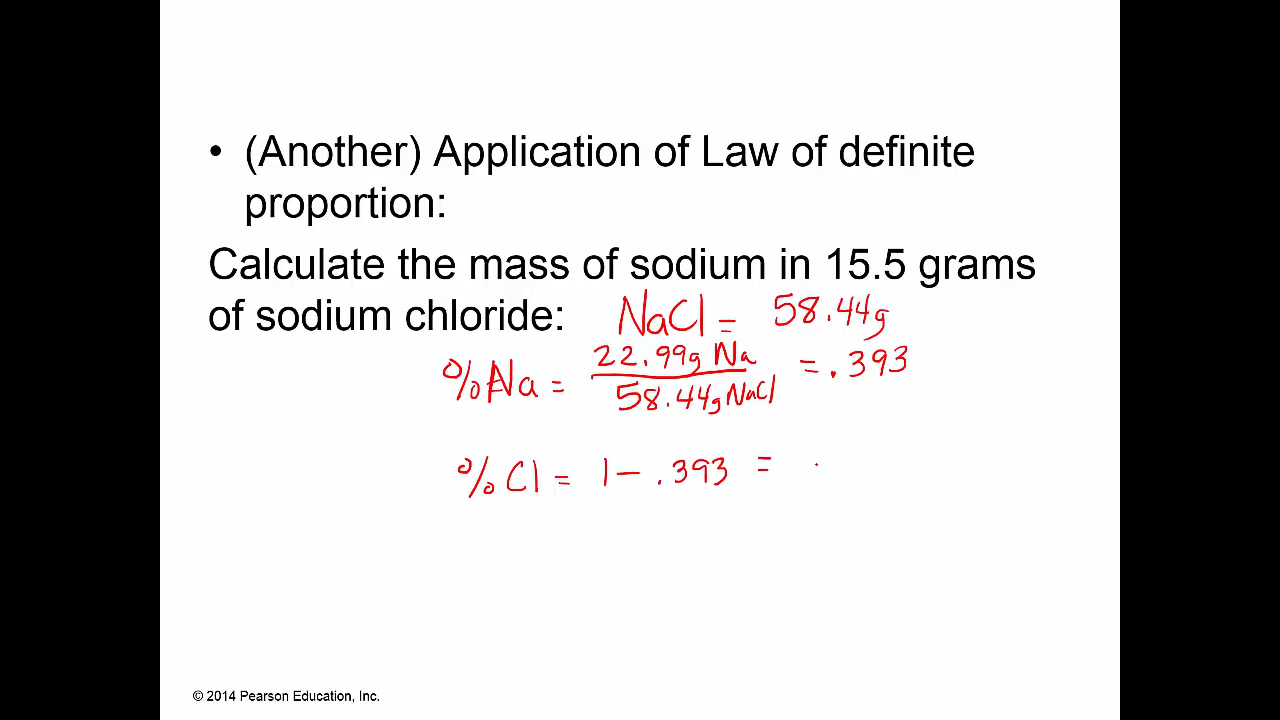 • (Another) Application of Law of definite
proportion:
Calculate the mass of sodium in 15.5 grams
of sodium chloride: NaCl = 58.44g
%Na = 22.99g Na / 58.44g NaCl = .393
%Cl = 1 - .393 = .
© 2014 Pearson Education, Inc.